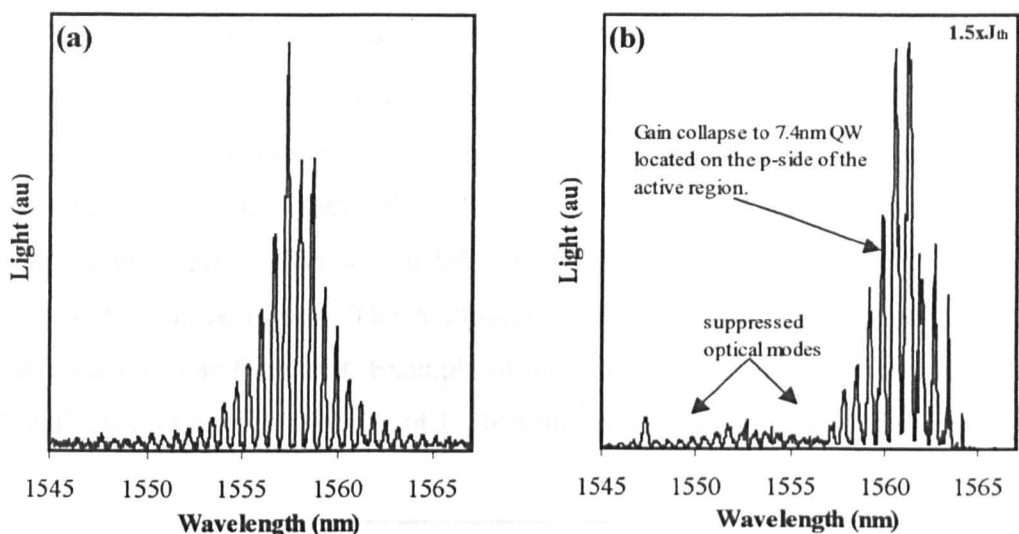 (a)
Light (au)
1545 1550 1555 1560 1565
Wavelength (nm)
(b)
1.5xJth
Gain collapse to 7.4nm QW
located on the p-side of the
active region.
suppressed
optical modes
Light (au)
1545 1550 1555 1560 1565
Wavelength (nm)